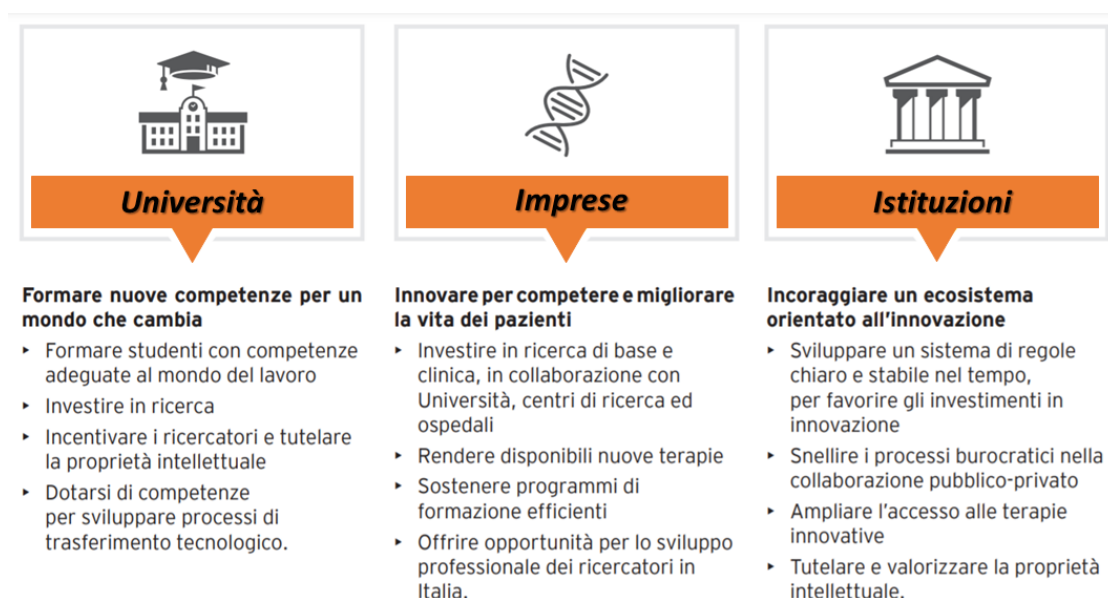 Università
Formare nuove competenze per un
mondo che cambia
‣ Formare studenti con competenze
adeguate al mondo del lavoro
‣ Investire in ricerca
‣ Incentivare i ricercatori e tutelare
la proprietà intellettuale
‣ Dotarsi di competenze
per sviluppare processi di
trasferimento tecnologico.
Imprese
Innovare per competere e migliorare
la vita dei pazienti
‣ Investire in ricerca di base e
clinica, in collaborazione con
Università, centri di ricerca ed
ospedali
‣ Rendere disponibili nuove terapie
‣ Sostenere programmi di
formazione efficienti
‣ Offrire opportunità per lo sviluppo
professionale dei ricercatori in
Italia.
Istituzioni
Incoraggiare un ecosistema
orientato all’innovazione
‣ Sviluppare un sistema di regole
chiaro e stabile nel tempo,
per favorire gli investimenti in
innovazione
‣ Snellire i processi burocratici nella
collaborazione pubblico-privato
‣ Ampliare l’accesso alle terapie
innovative
‣ Tutelare e valorizzare la proprietà
intellettuale.